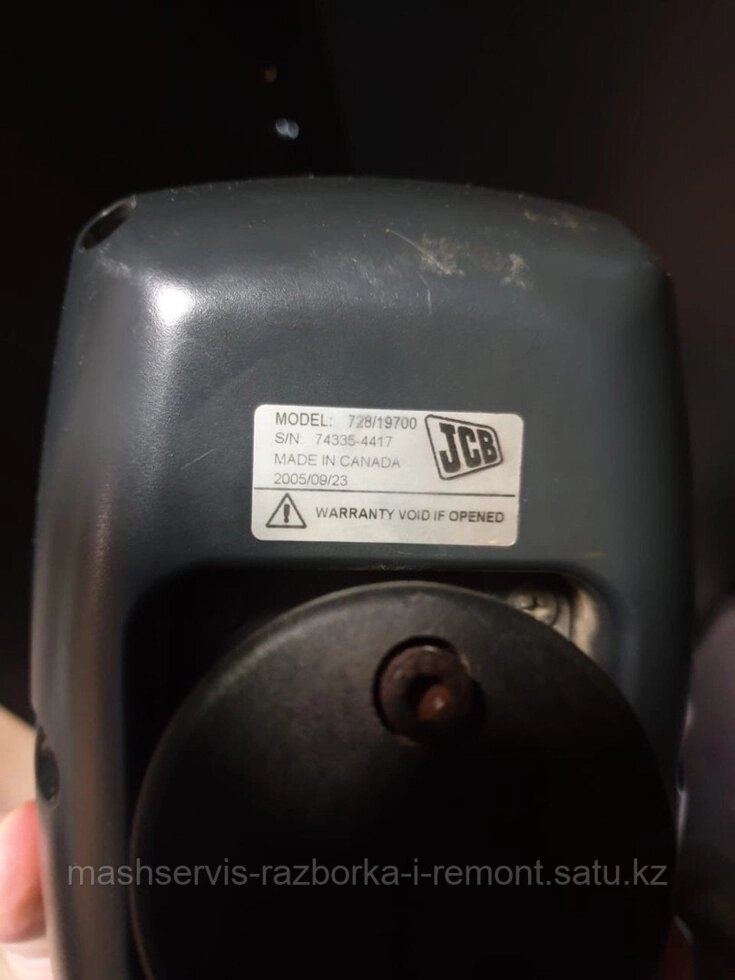 MODEL: 728/19700
S/N: 74335-4417
JCB
MADE IN CANADA
2005/09/23
WARRANTY VOID IF OPENED
mashservis-razborka-i-remont.satu.kz